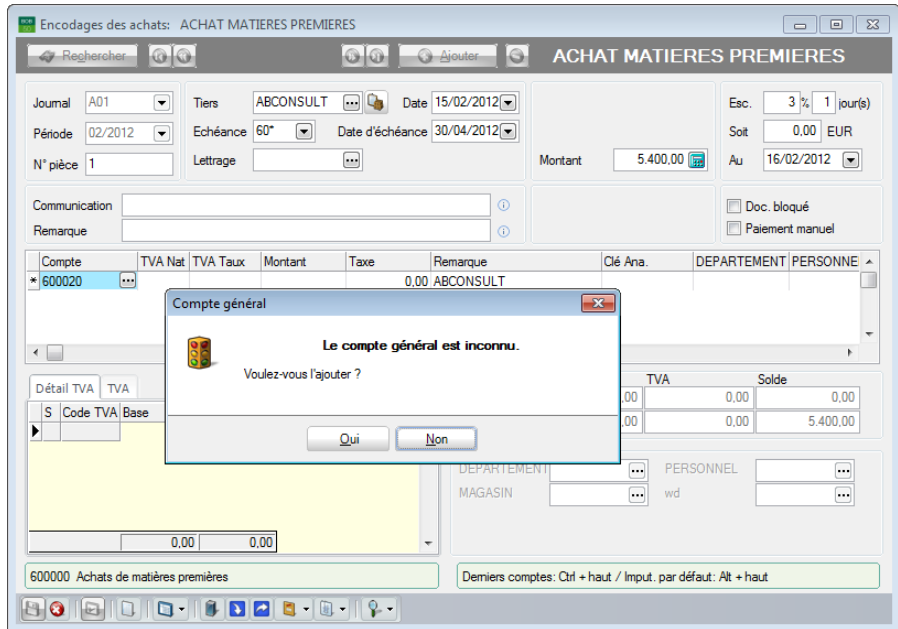 Encodages des achats: ACHAT MATIERES PREMIERES
Rechercher Ajouter ACHAT MATIERES PREMIERES
Journal A01 Tiers ABCONSULT Date 15/02/2012 Esc. 3 % 1 jour(s)
Période 02/2012 Echéance 60* Date d'échéance 30/04/2012 Soit 0,00 EUR
N° pièce 1 Lettrage Montant 5.400,00 Au 16/02/2012
Communication Doc. bloqué
Remarque Paiement manuel
Compte TVA Nat TVA Taux Montant Taxe Remarque Clé Ana. DEPARTEMENT PERSONNE
* 600020 0,00 ABCONSULT
Compte général
Le compte général est inconnu.
Voulez-vous l'ajouter ?
Oui Non
Détail TVA TVA TVA Solde
S Code TVA Base ,00 0,00 0,00
,00 0,00 5.400,00
DEPARTEMENT PERSONNEL
MAGASIN wd
0,00 0,00
600000 Achats de matières premières Derniers comptes: Ctrl + haut / Imput. par défaut: Alt + haut